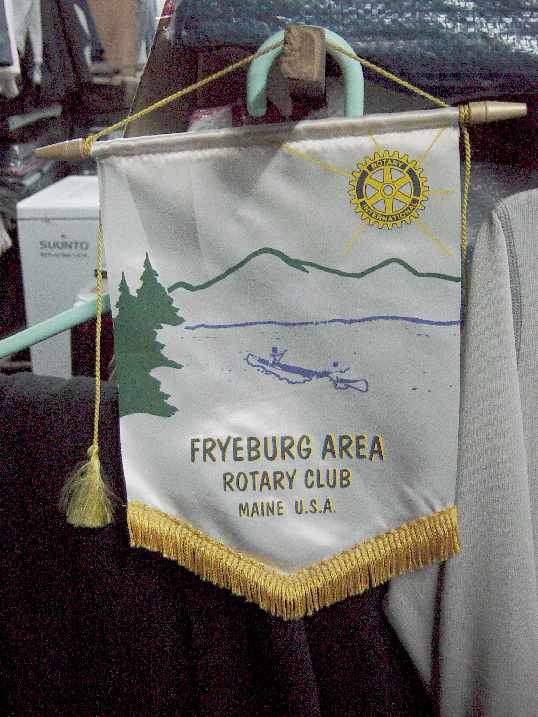 ROTARY
INTERNATIONAL
SUUNTO
FRYEBURG AREA
ROTARY CLUB
MAINE U.S.A.